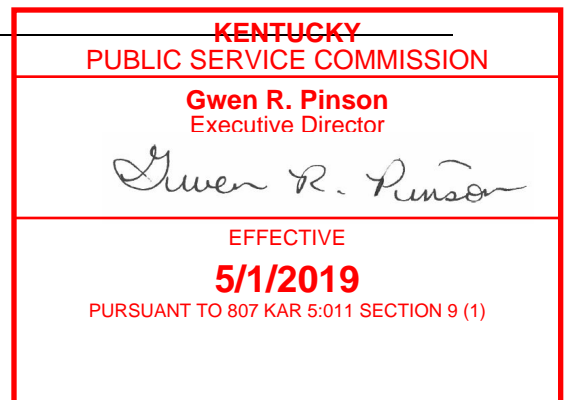 KENTUCKY
PUBLIC SERVICE COMMISSION
Gwen R. Pinson
Executive Director
Gwen R. Pinson
EFFECTIVE
5/1/2019
PURSUANT TO 807 KAR 5:011 SECTION 9 (1)